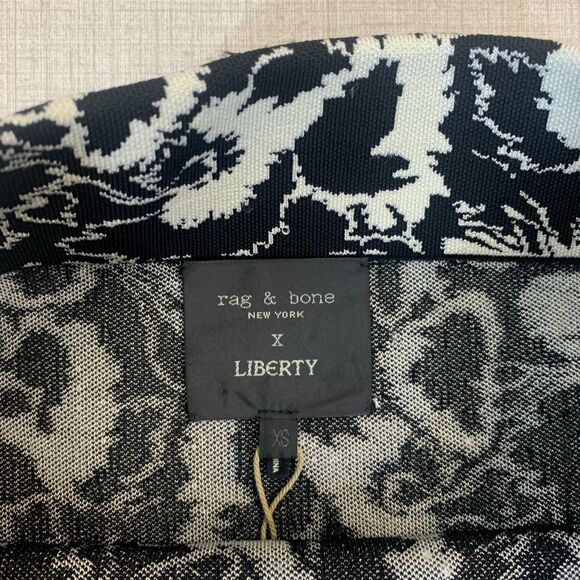 rag & bone
NEW YORK
X
LIBERTY
XS